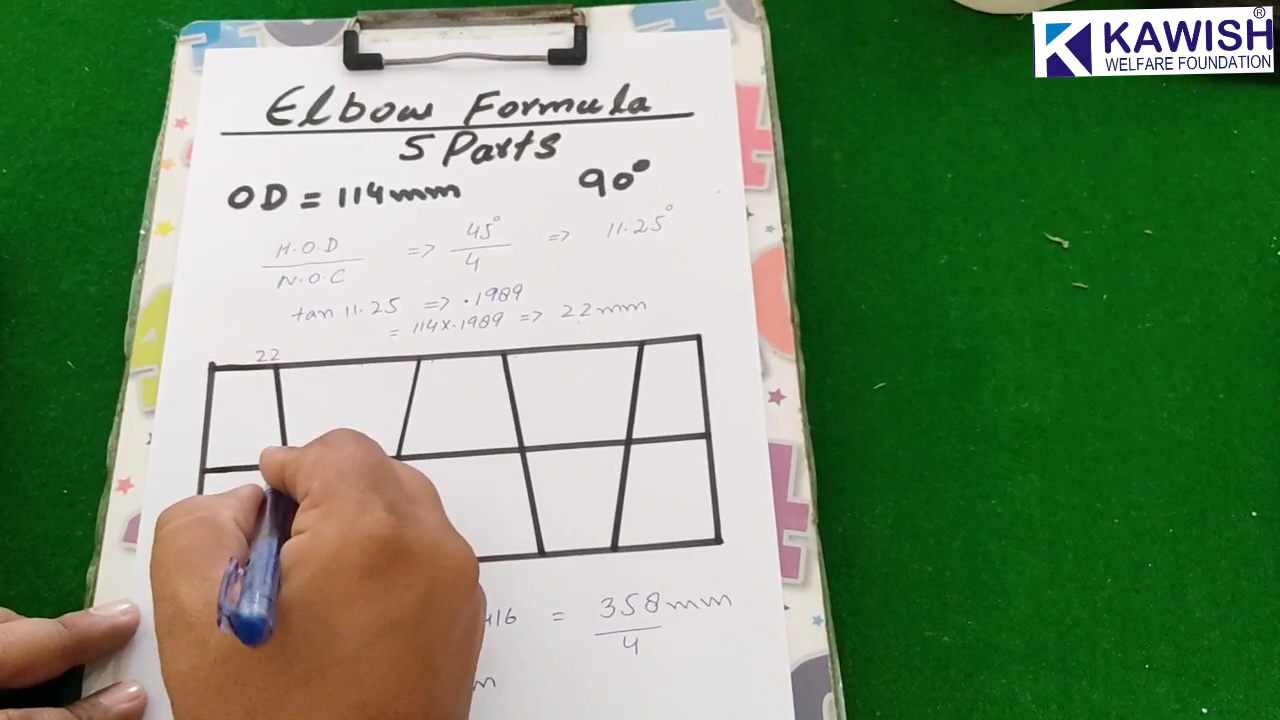 KAWISH®
WELFARE FOUNDATION
Elbow Formula
5 Parts
OD = 114mm 90°
H.O.D / N.O.C => 45° / 4 => 11.25°
tan 11.25 => .1989
= 114x.1989 => 22mm
22
416 = 358mm / 4
m